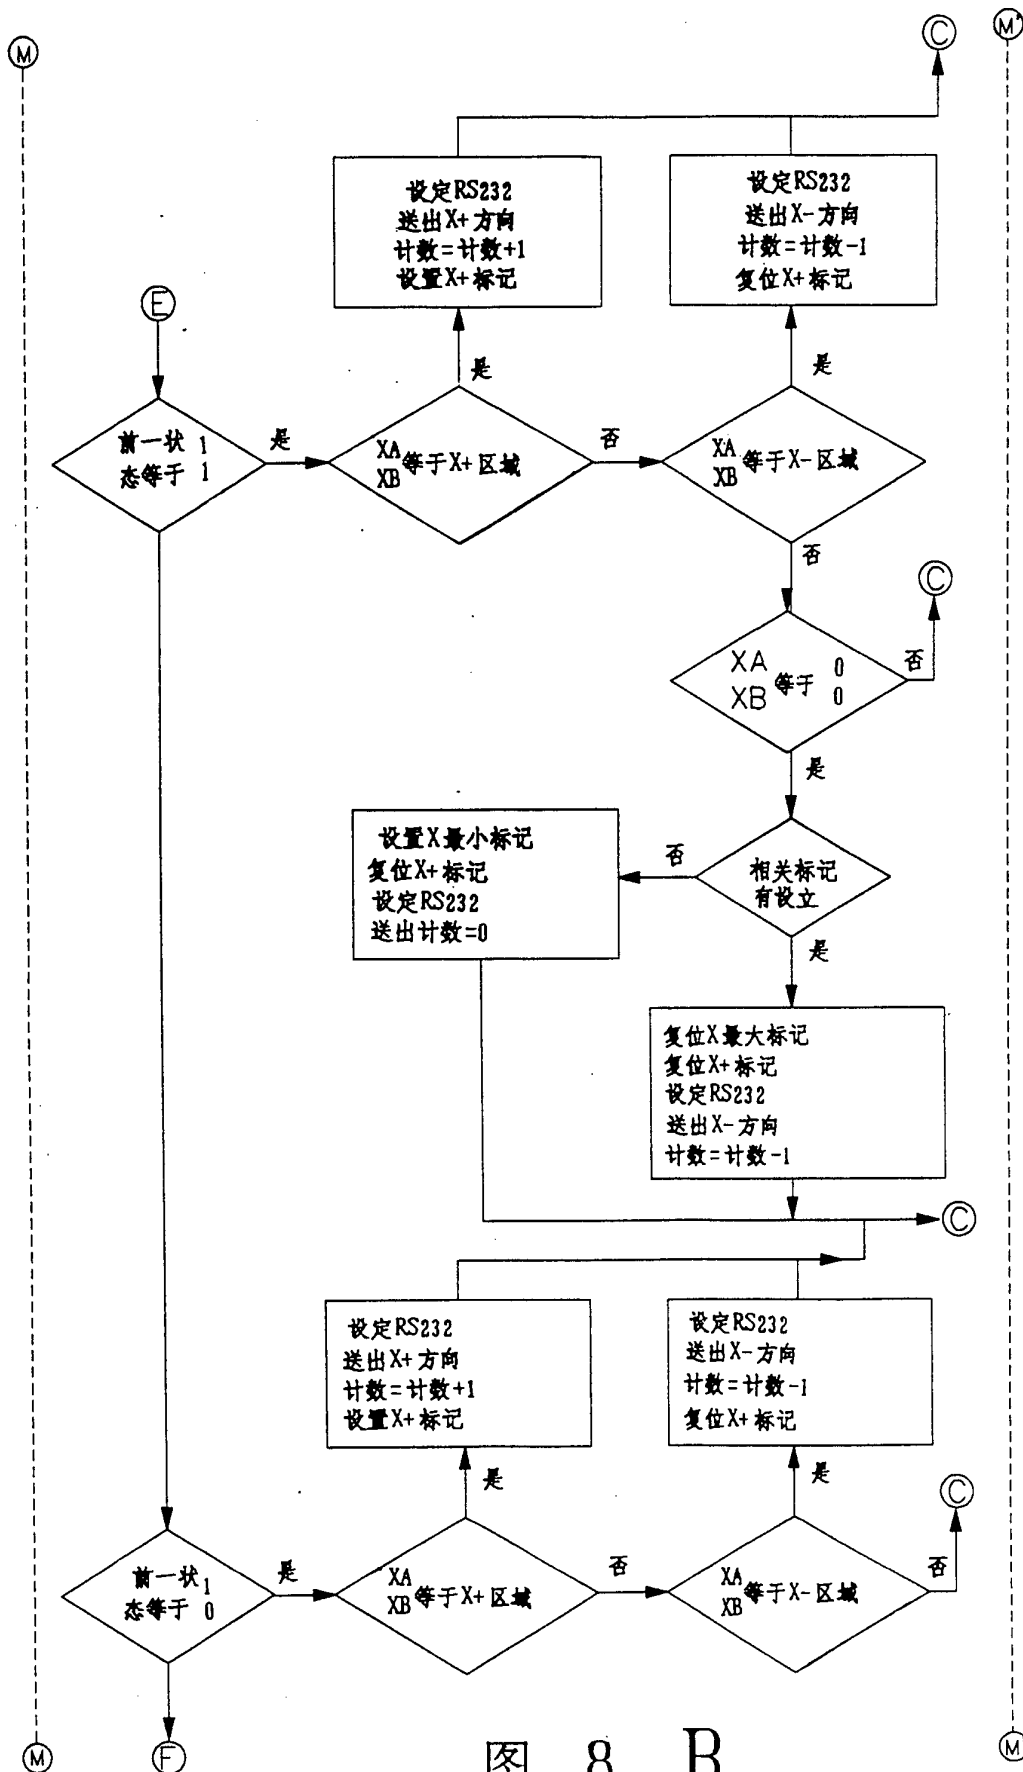 M
M'
C
设定RS232
送出X+方向
计数=计数+1
设置X+标记
设定RS232
送出X-方向
计数=计数-1
复位X+标记
E
是
是
前一状 1
态等于 1
是
XA
XB 等于X+区域
否
XA
XB 等于X-区域
否
C
XA
XB 等于 0
0
否
是
设置X最小标记
复位X+标记
设定RS232
送出计数=0
否
相关标记
有设立
是
复位X最大标记
复位X+标记
设定RS232
送出X-方向
计数=计数-1
C
设定RS232
送出X+方向
计数=计数+1
设置X+标记
设定RS232
送出X-方向
计数=计数-1
复位X+标记
是
是
C
前一状 1
态等于 0
是
XA
XB 等于X+区域
否
XA
XB 等于X-区域
否
M
F
图 8 B
M